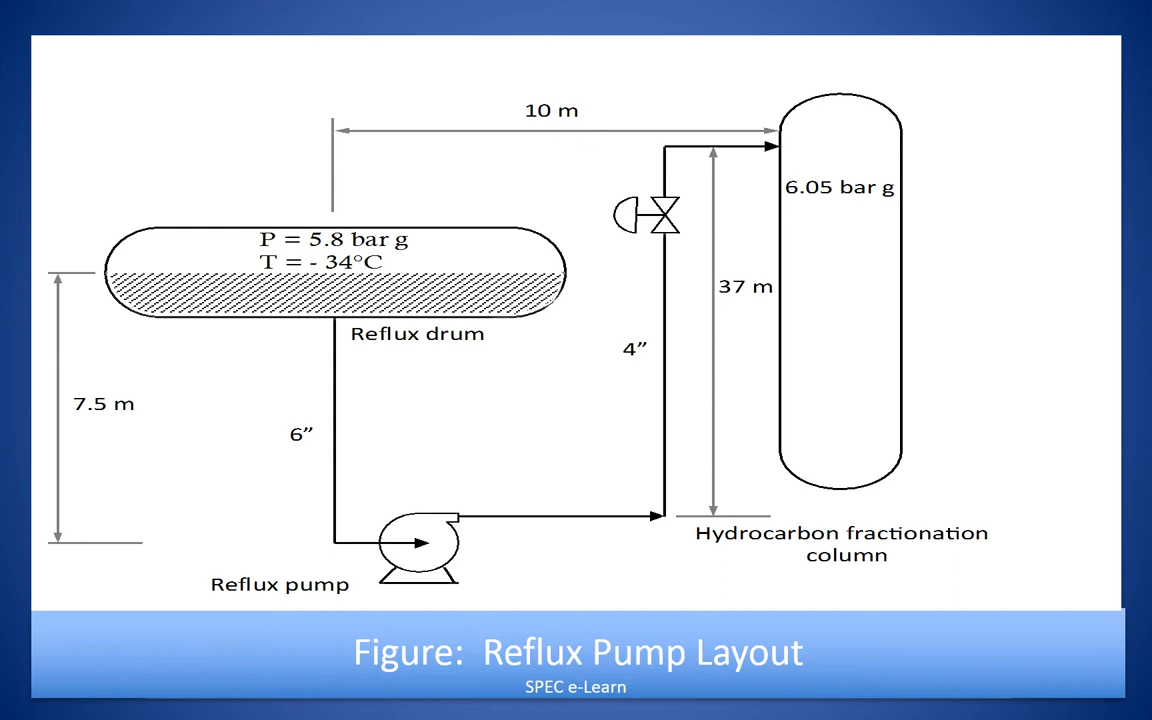 10 m
6.05 bar g
P = 5.8 bar g
T = - 34°C
37 m
Reflux drum
4”
7.5 m
6”
Hydrocarbon fractionation
column
Reflux pump
Figure:  Reflux Pump Layout
SPEC e-Learn